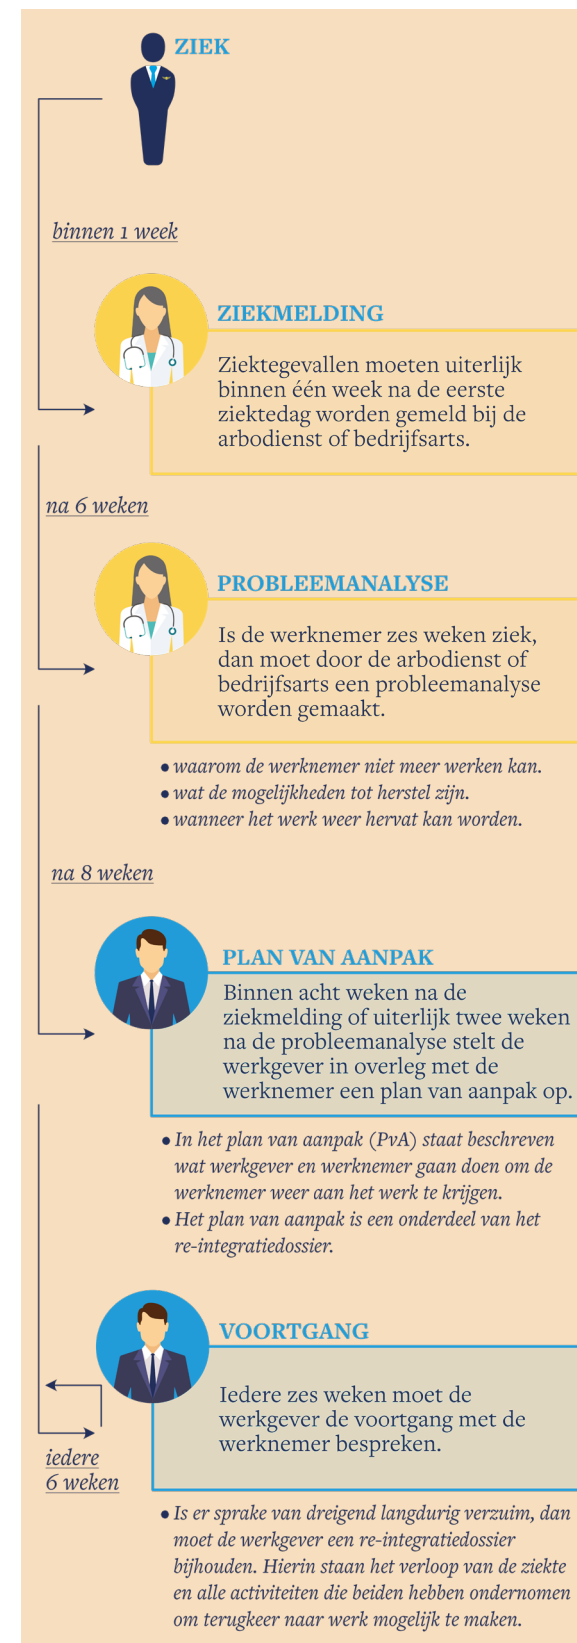 ZIEK
binnen 1 week
ZIEKMELDING
Ziektegevallen moeten uiterlijk
binnen één week na de eerste
ziektedag worden gemeld bij de
arbodienst of bedrijfsarts.
na 6 weken
PROBLEEMANALYSE
Is de werknemer zes weken ziek,
dan moet door de arbodienst of
bedrijfsarts een probleemanalyse
worden gemaakt.
• waarom de werknemer niet meer werken kan.
• wat de mogelijkheden tot herstel zijn.
• wanneer het werk weer hervat kan worden.
na 8 weken
PLAN VAN AANPAK
Binnen acht weken na de
ziekmelding of uiterlijk twee weken
na de probleemanalyse stelt de
werkgever in overleg met de
werknemer een plan van aanpak op.
• In het plan van aanpak (PvA) staat beschreven
wat werkgever en werknemer gaan doen om de
werknemer weer aan het werk te krijgen.
• Het plan van aanpak is een onderdeel van het
re-integratiedossier.
VOORTGANG
Iedere zes weken moet de
werkgever de voortgang met de
werknemer bespreken.
iedere
6 weken
• Is er sprake van dreigend langdurig verzuim, dan
moet de werkgever een re-integratiedossier
bijhouden. Hierin staan het verloop van de ziekte
en alle activiteiten die beiden hebben ondernomen
om terugkeer naar werk mogelijk te maken.